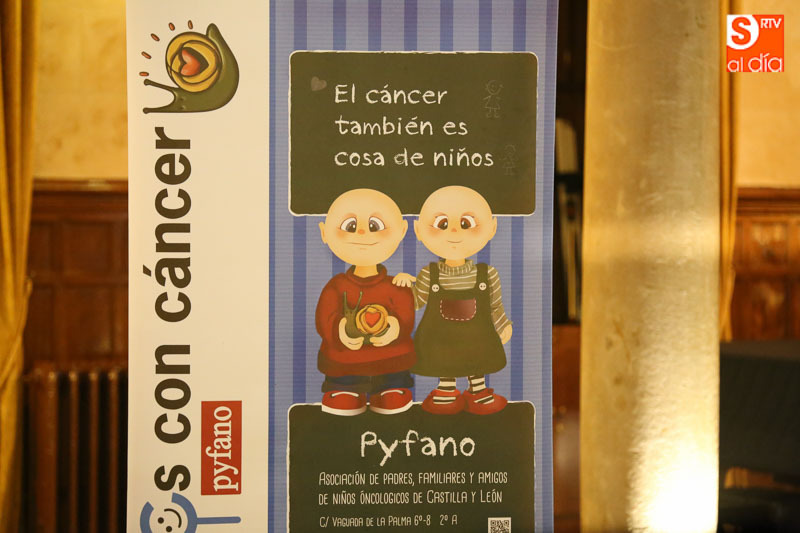 S RTV
al día
s con cáncer
pyfano
El cáncer
también es
cosa de niños
Pyfano
Asociación de padres, familiares y amigos
de niños óncologicos de Castilla y León
C/ Vaguada de la Palma 6º-8 2º A